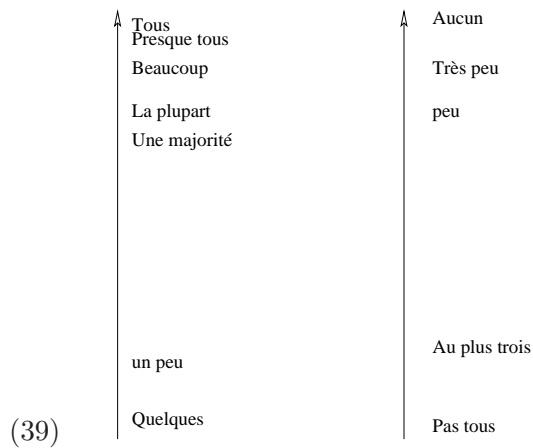 Tous
Presque tous
Beaucoup
La plupart
Une majorité
un peu
Quelques
Aucun
Très peu
peu
Au plus trois
Pas tous
(39)